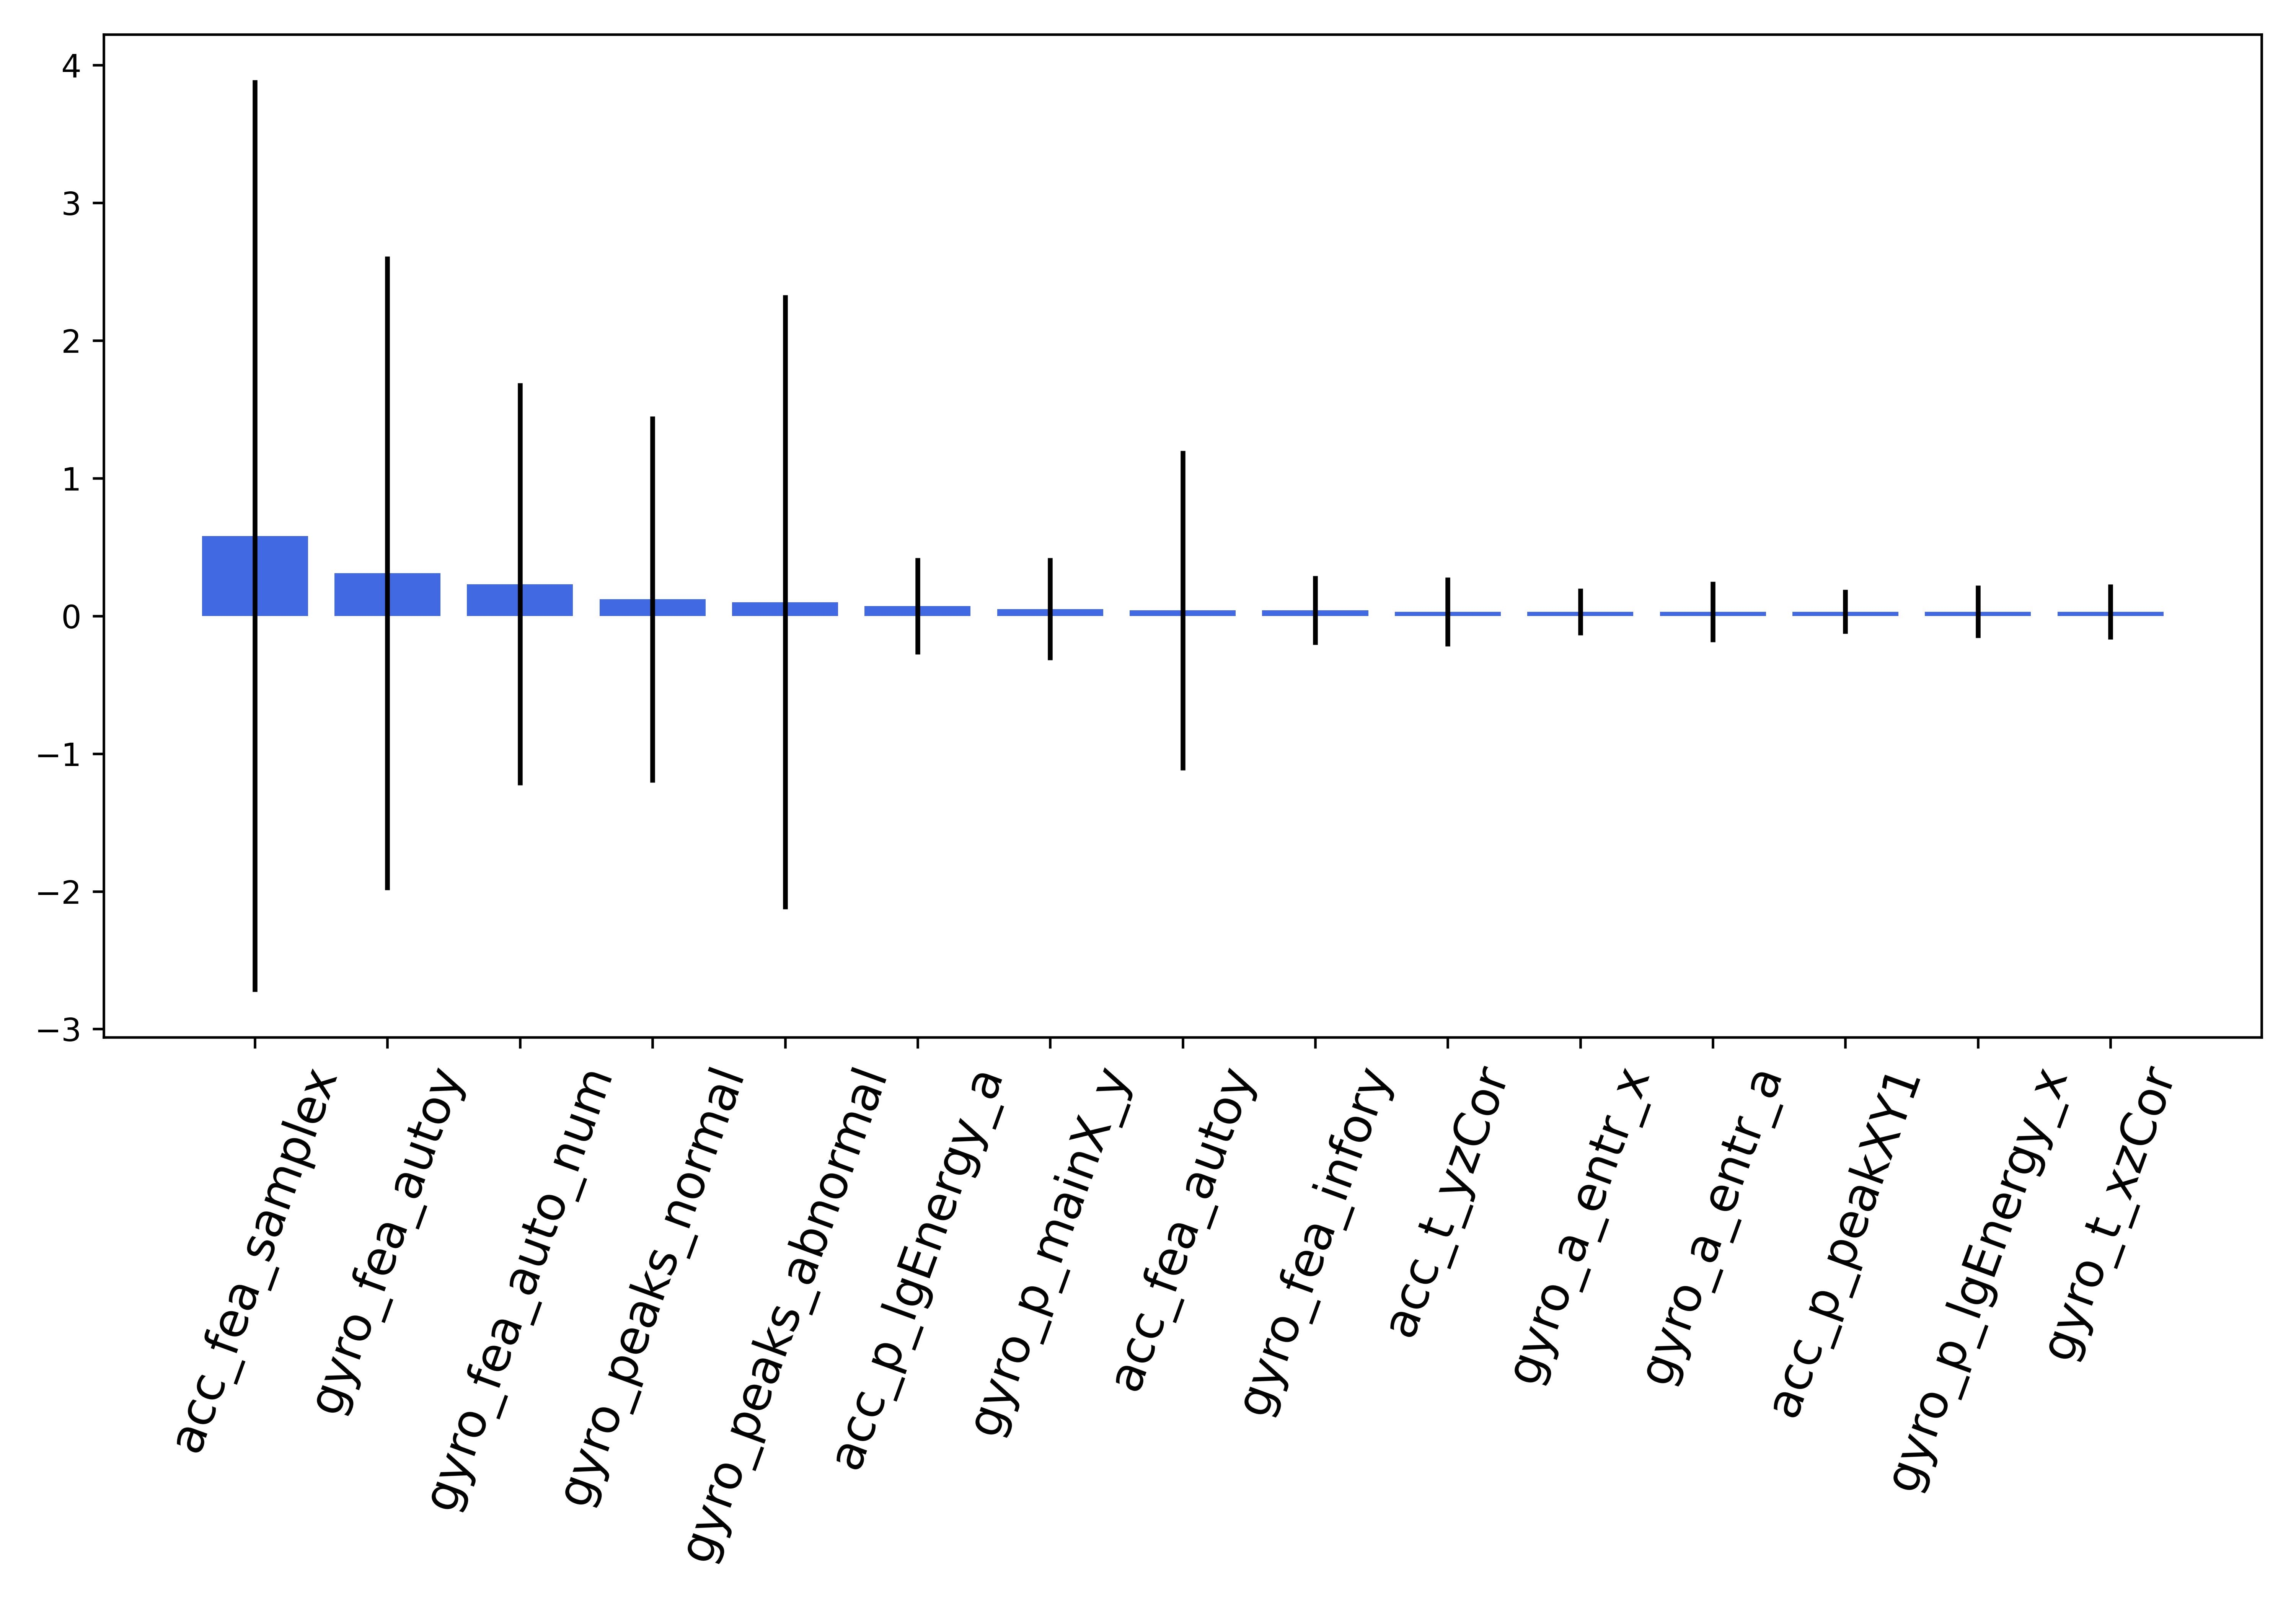 4
3
2
1
0
−1
−2
−3
acc_fea_samplex
gyro_fea_autoy
gyro_fea_auto_num
gyro_peaks_normal
gyro_peaks_abnormal
acc_p_lgEnergy_a
gyro_p_mainX_y
acc_fea_autoy
gyro_fea_infory
acc_t_yzCor
gyro_a_entr_x
gyro_a_entr_a
acc_p_peakXY1
gyro_p_lgEnergy_x
gyro_t_xzCor